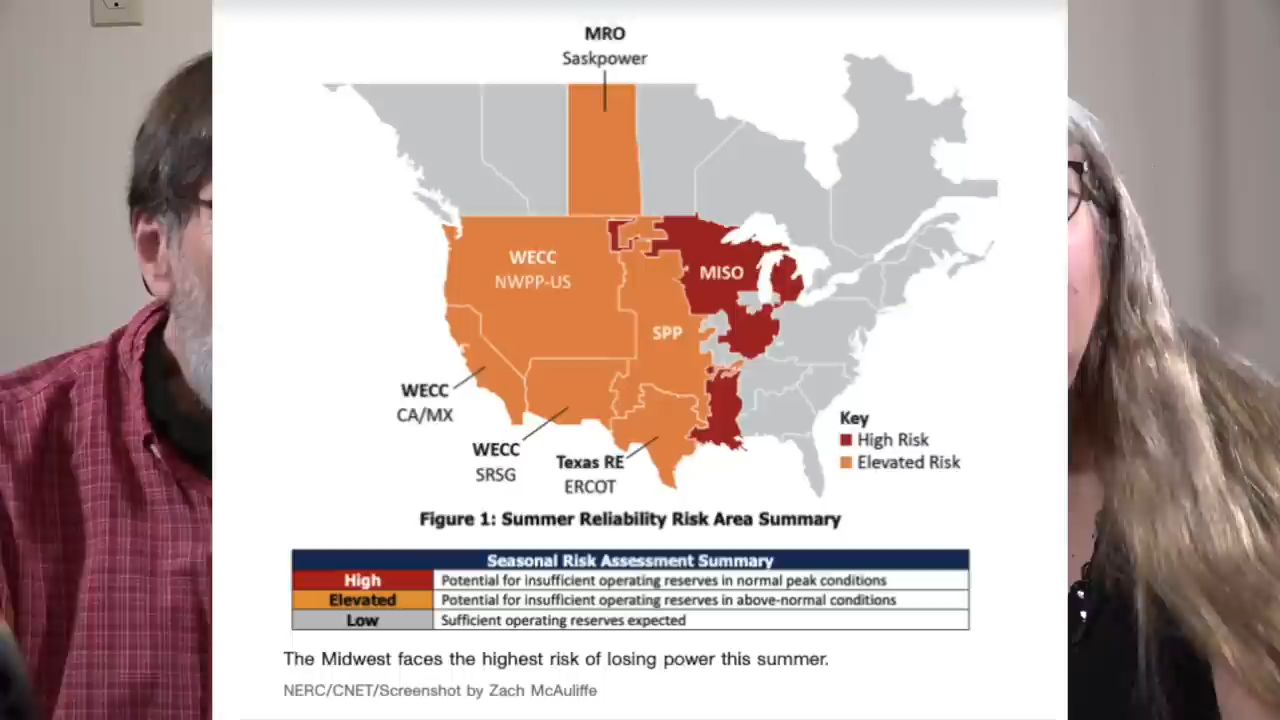 MRO
Saskpower
WECC
NWPP-US
MISO
SPP
WECC
CA/MX
WECC
SRSG
Texas RE
ERCOT
Key
High Risk
Elevated Risk
Figure 1: Summer Reliability Risk Area Summary
Seasonal Risk Assessment Summary
High Potential for insufficient operating reserves in normal peak conditions
Elevated Potential for insufficient operating reserves in above-normal conditions
Low Sufficient operating reserves expected
The Midwest faces the highest risk of losing power this summer.
NERC/CNET/Screenshot by Zach McAuliffe